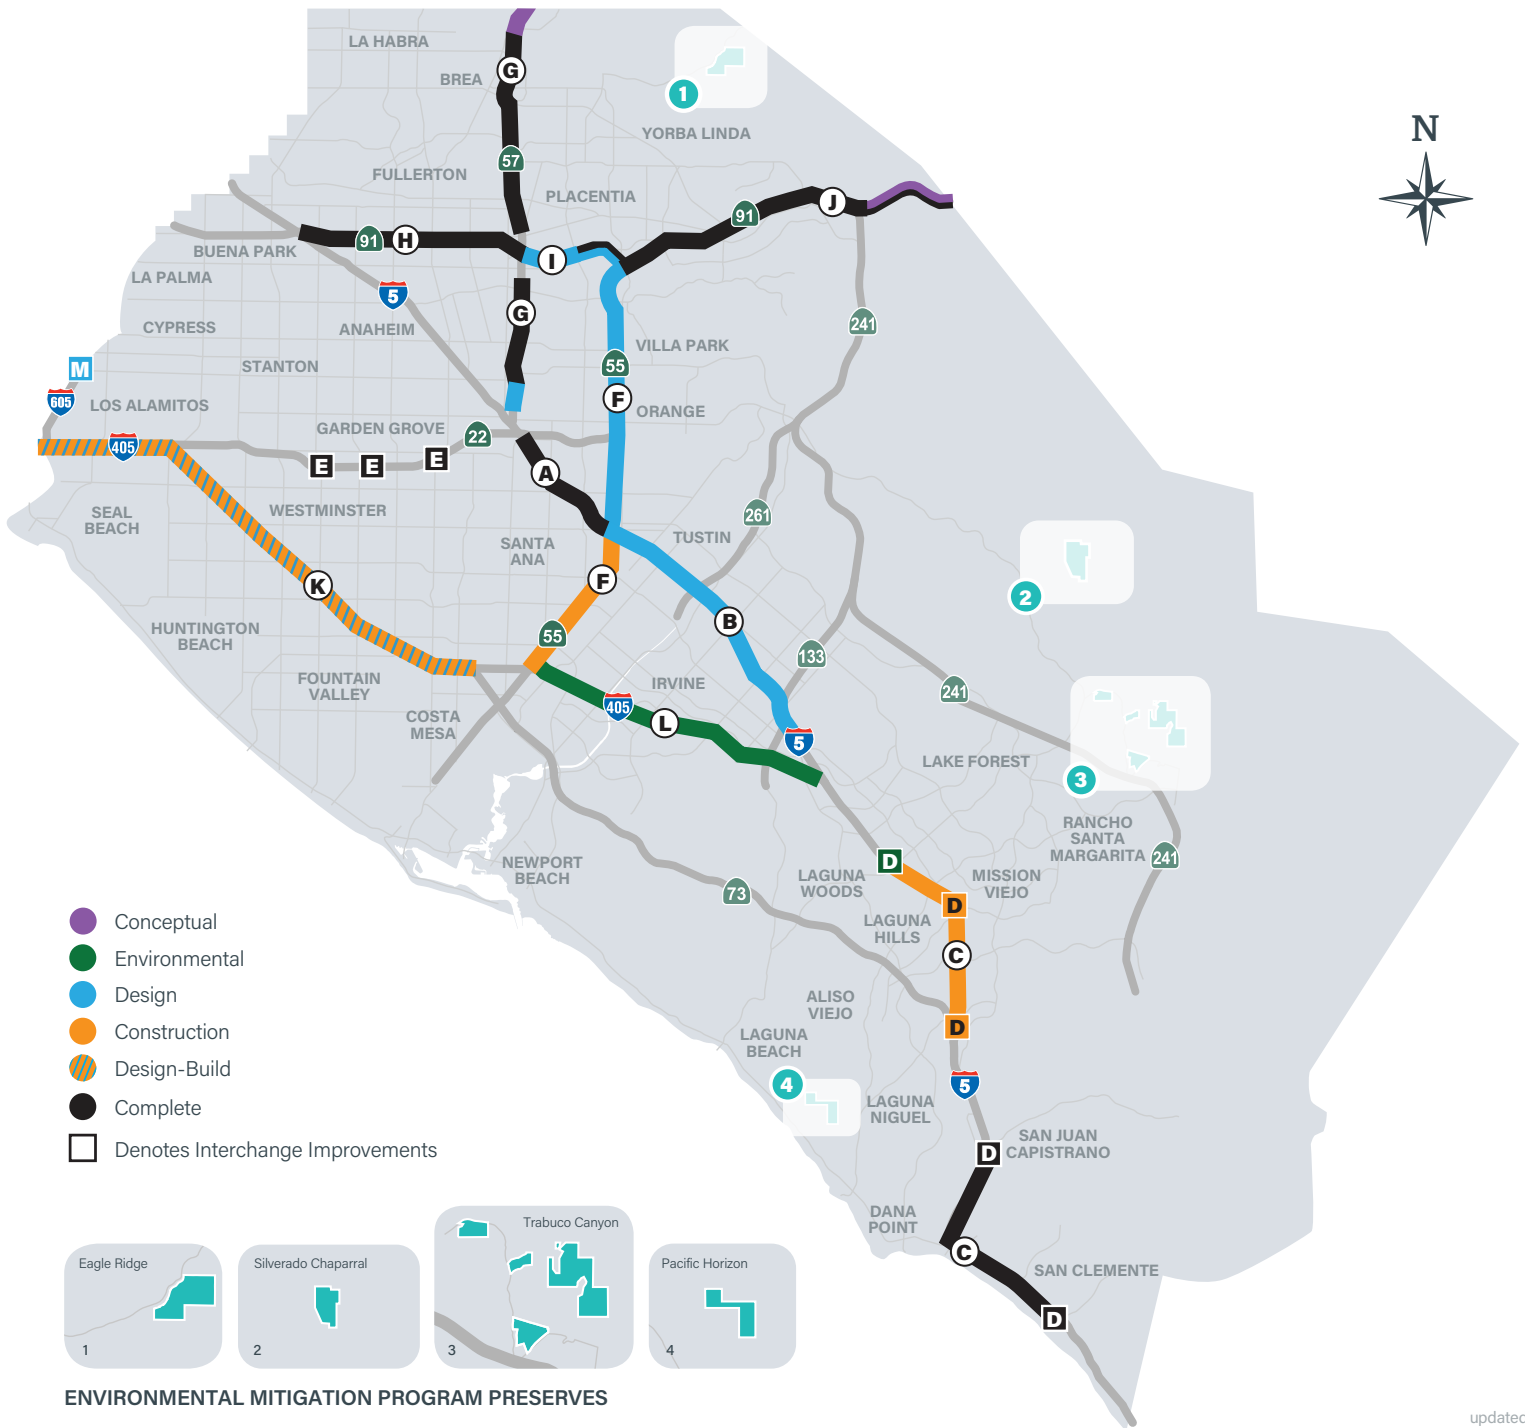 LA HABRA
G
BREA
1
YORBA LINDA
N
57
FULLERTON
PLACENTIA
J
91
91
H
BUENA PARK
I
LA PALMA
5
G
CYPRESS
ANAHEIM
241
VILLA PARK
STANTON
55
M
605
F
LOS ALAMITOS
ORANGE
GARDEN GROVE
22
405
E
E
E
A
SEAL
BEACH
WESTMINSTER
261
TUSTIN
SANTA
ANA
F
K
2
B
HUNTINGTON
BEACH
55
133
FOUNTAIN
VALLEY
IRVINE
241
405
L
COSTA
MESA
5
LAKE FOREST
3
RANCHO
SANTA
MARGARITA
241
NEWPORT
BEACH
D
LAGUNA
WOODS
MISSION
VIEJO
73
D
LAGUNA
HILLS
C
ALISO
VIEJO
D
LAGUNA
BEACH
4
5
LAGUNA
NIGUEL
SAN JUAN
CAPISTRANO
D
DANA
POINT
C
SAN CLEMENTE
D
Conceptual
Environmental
Design
Construction
Design-Build
Complete
Denotes Interchange Improvements
Eagle Ridge
1
Silverado Chaparral
2
Trabuco Canyon
3
Pacific Horizon
4
ENVIRONMENTAL MITIGATION PROGRAM PRESERVES